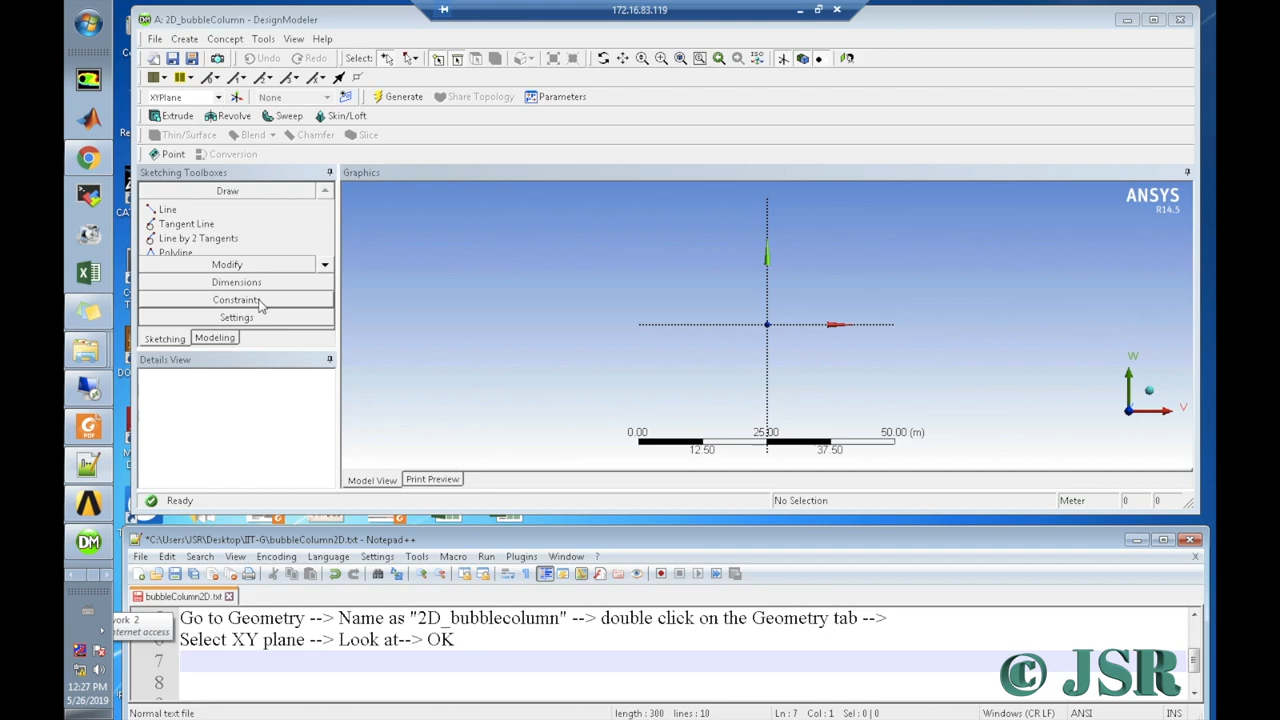 172.16.83.119
A: 2D_bubbleColumn - DesignModeler
File Create Concept Tools View Help
Undo Redo Select:
XYPlane None Generate Share Topology Parameters
Extrude Revolve Sweep Skin/Loft
Thin/Surface Blend Chamfer Slice
Point Conversion
Sketching Toolboxes
Draw
Line
Tangent Line
Line by 2 Tangents
Polyline
Modify
Dimensions
Constraints
Settings
Sketching Modeling
Details View
Graphics
ANSYS
R14.5
W
V
0.00 25.00 50.00 (m)
12.50 37.50
Model View Print Preview
Ready No Selection Meter 0 0
*C:\Users\JSR\Desktop\IIT-G\bubbleColumn2D.txt - Notepad++
File Edit Search View Encoding Language Settings Tools Macro Run Plugins Window ? X
bubbleColumn2D.txt
Go to Geometry --> Name as "2D_bubblecolumn" --> double click on the Geometry tab -->
Select XY plane --> Look at--> OK
7
8
work 2
nternet access
12:27 PM
5/26/2019
© JSR
Normal text file length : 300 lines : 10 Ln : 7 Col : 1 Sel : 0 | 0 Windows (CR LF) ANSI INS